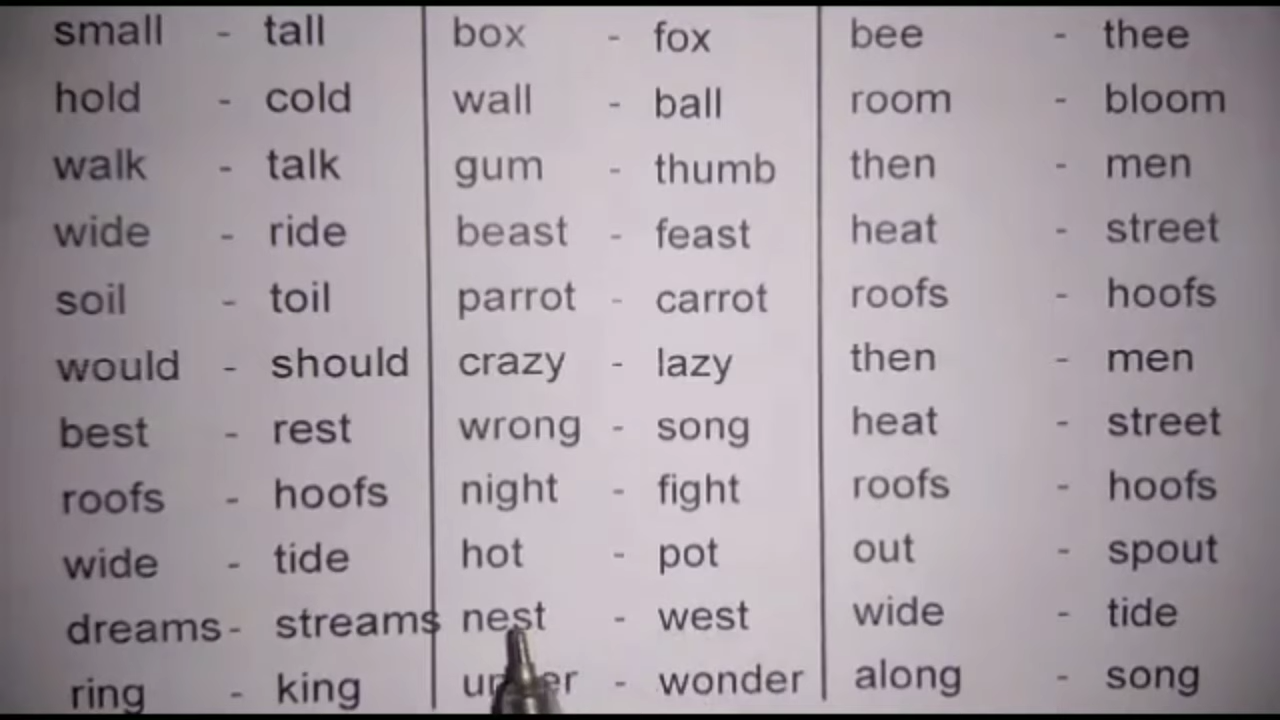 small - tall
hold - cold
walk - talk
wide - ride
soil - toil
would - should
best - rest
roofs - hoofs
wide - tide
dreams - streams
ring - king
box - fox
wall - ball
gum - thumb
beast - feast
parrot - carrot
crazy - lazy
wrong - song
night - fight
hot - pot
nest - west
- wonder
bee - thee
room - bloom
then - men
heat - street
roofs - hoofs
then - men
heat - street
roofs - hoofs
out - spout
wide - tide
along - song